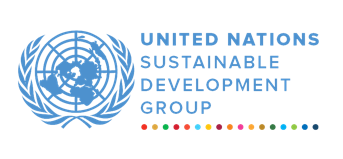 UNITED NATIONS
SUSTAINABLE
DEVELOPMENT
GROUP